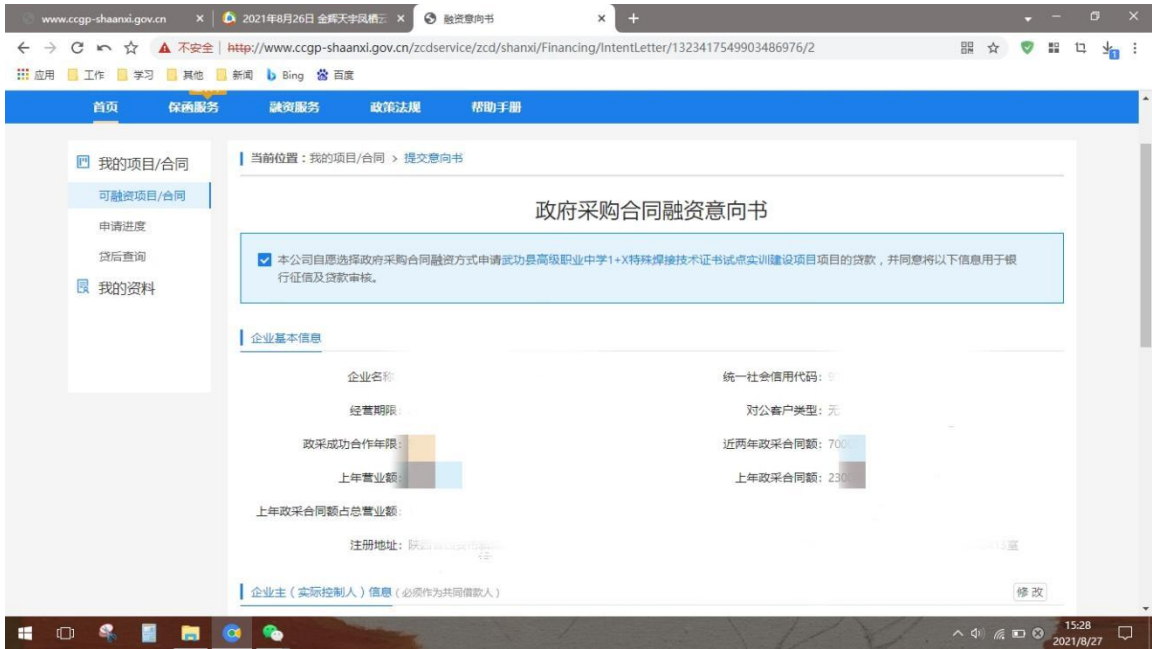 www.ccgp-shaanxi.gov.cn
2021年8月26日 金辉天宇凤栖云
融资意向书
不安全 http://www.ccgp-shaanxi.gov.cn/zcdservice/zcd/shanxi/Financing/IntentLetter/1323417549903486976/2
应用 工作 学习 其他 新闻 Bing 百度
首页 保函服务 融资服务 政策法规 帮助手册
我的项目/合同
可融资项目/合同
申请进度
贷后查询
我的资料
当前位置：我的项目/合同 > 提交意向书
政府采购合同融资意向书
本公司自愿选择政府采购合同融资方式申请武功县高级职业中学1+X特殊焊接技术证书试点实训建设项目项目的贷款，并同意将以下信息用于银
行征信及贷款审核。
企业基本信息
企业名称 统一社会信用代码：9
经营期限： 对公客户类型：无
政采成功合作年限： 近两年政采合同额：700
上年营业额： 上年政采合同额：230
上年政采合同额占总营业额：
注册地址：陕 室
企业主（实际控制人）信息（必须作为共同借款人） 修改
15:28
2021/8/27